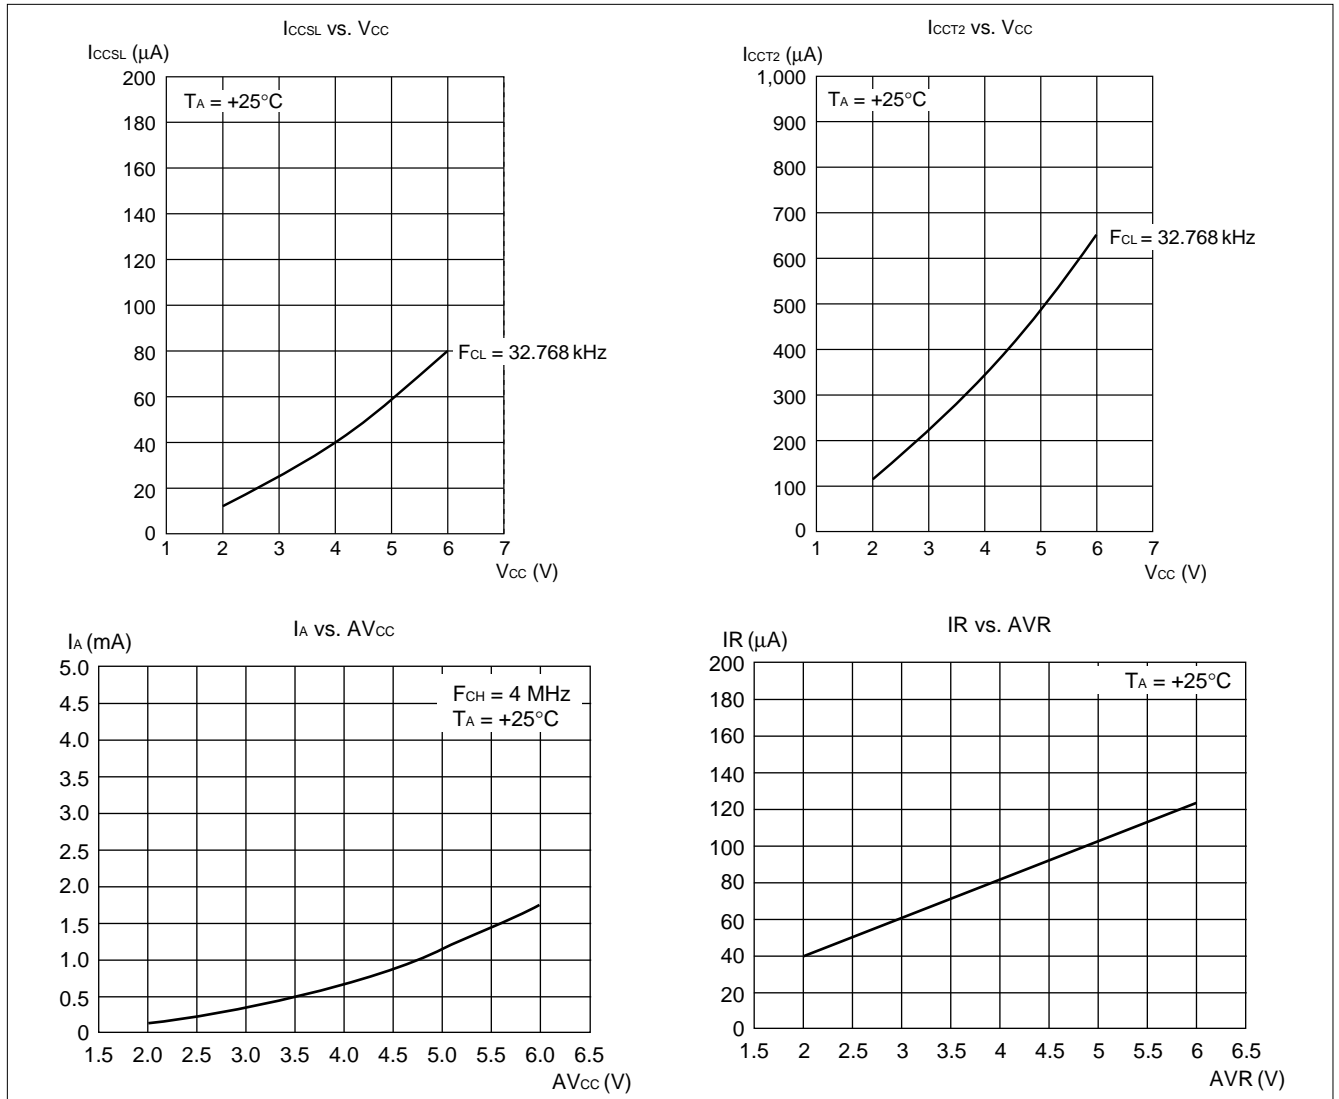 ICCSL vs. VCC
ICCSL (µA)
200
180
160
140
120
100
80
60
40
20
0
TA = +25°C
FCL = 32.768 kHz
1 2 3 4 5 6 7
VCC (V)
ICCT2 vs. VCC
ICCT2 (µA)
1,000
900
800
700
600
500
400
300
200
100
0
TA = +25°C
FCL = 32.768 kHz
1 2 3 4 5 6 7
VCC (V)
IA vs. AVCC
IA (mA)
5.0
4.5
4.0
3.5
3.0
2.5
2.0
1.5
1.0
0.5
0
FCH = 4 MHz
TA = +25°C
1.5 2.0 2.5 3.0 3.5 4.0 4.5 5.0 5.5 6.0 6.5
AVCC (V)
IR vs. AVR
IR (µA)
200
180
160
140
120
100
80
60
40
20
0
TA = +25°C
1.5 2 2.5 3 3.5 4 4.5 5 5.5 6 6.5
AVR (V)